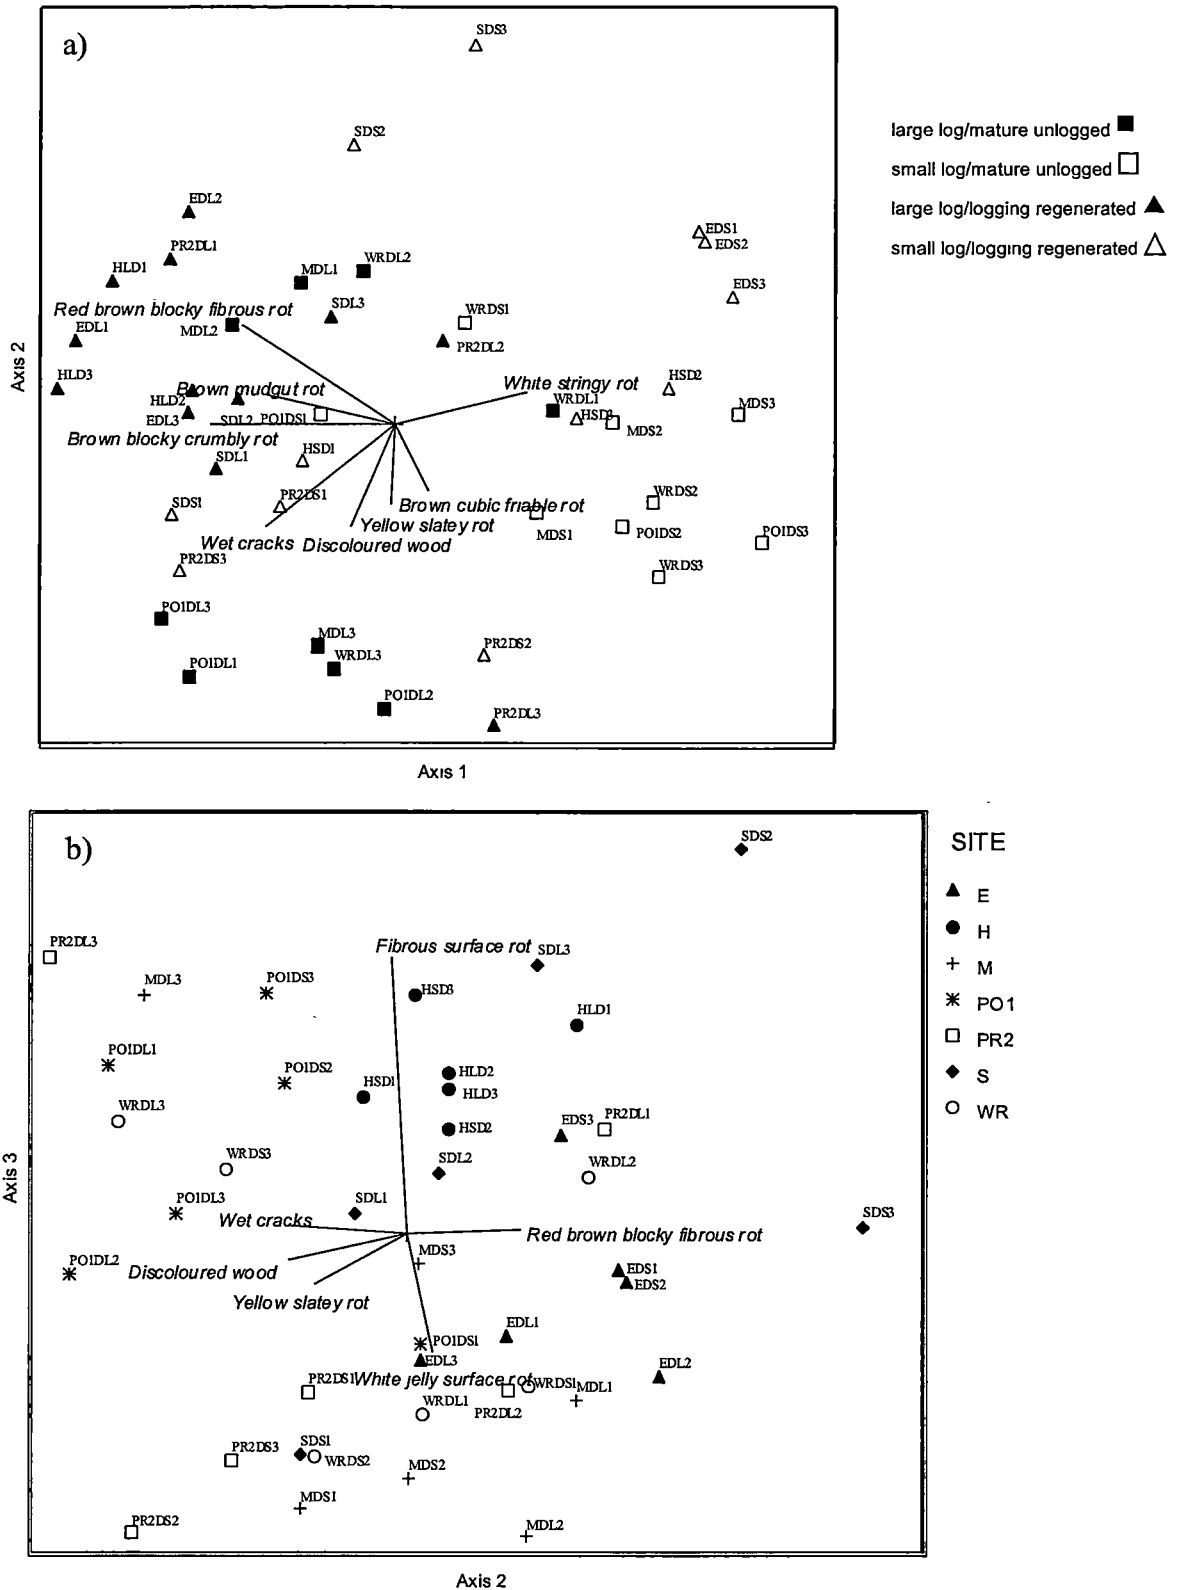 a)
SDS3
SDS2
EDL2
PR2DL1
HLD1
MDL1
WRDL2
EDS1
EDS2
EDS3
Red brown blocky fibrous rot
SDL3
WRDS1
EDL1
MDL2
PR2DL2
HLD3
Brown mudgut rot
White stringy rot
HSD2
HLD2
WRDL1
MDS3
EDL3
SDL2
PO1DS1
HSD3
MDS2
Brown blocky crumbly rot
SDL1
HSD1
PR2DS1
SDS1
WRDS2
Brown cubic friable rot
Yellow slatey rot
MDS1
PO1DS2
PO1DS3
Wet cracks
Discoloured wood
PR2DS3
WRDS3
PO1DL3
MDL3
WRDL3
PR2DS2
PO1DL1
PO1DL2
PR2DL3
Axis 2
Axis 1
large log/mature unlogged
small log/mature unlogged
large log/logging regenerated
small log/logging regenerated
b)
SDS2
PR2DL3
Fibrous surface rot
SDL3
MDL3
PO1DS3
HSD3
HLD1
PO1DL1
PO1DS2
HLD2
HSD1
HLD3
WRDL3
EDS3
PR2DL1
HSD2
WRDS3
SDL2
WRDL2
PO1DL3
SDL1
SDS3
Wet cracks
Red brown blocky fibrous rot
MDS3
PO1DL2
Discoloured wood
EDS1
EDS2
Yellow slatey rot
EDL1
PO1DS1
EDL3
EDL2
PR2DS1
White jelly surface rot
WRDS1
MDL1
WRDL1
PR2DL2
PR2DS3
SDS1
WRDS2
MDS2
MDS1
PR2DS2
MDL2
Axis 3
Axis 2
SITE
E
H
M
PO1
PR2
S
WR